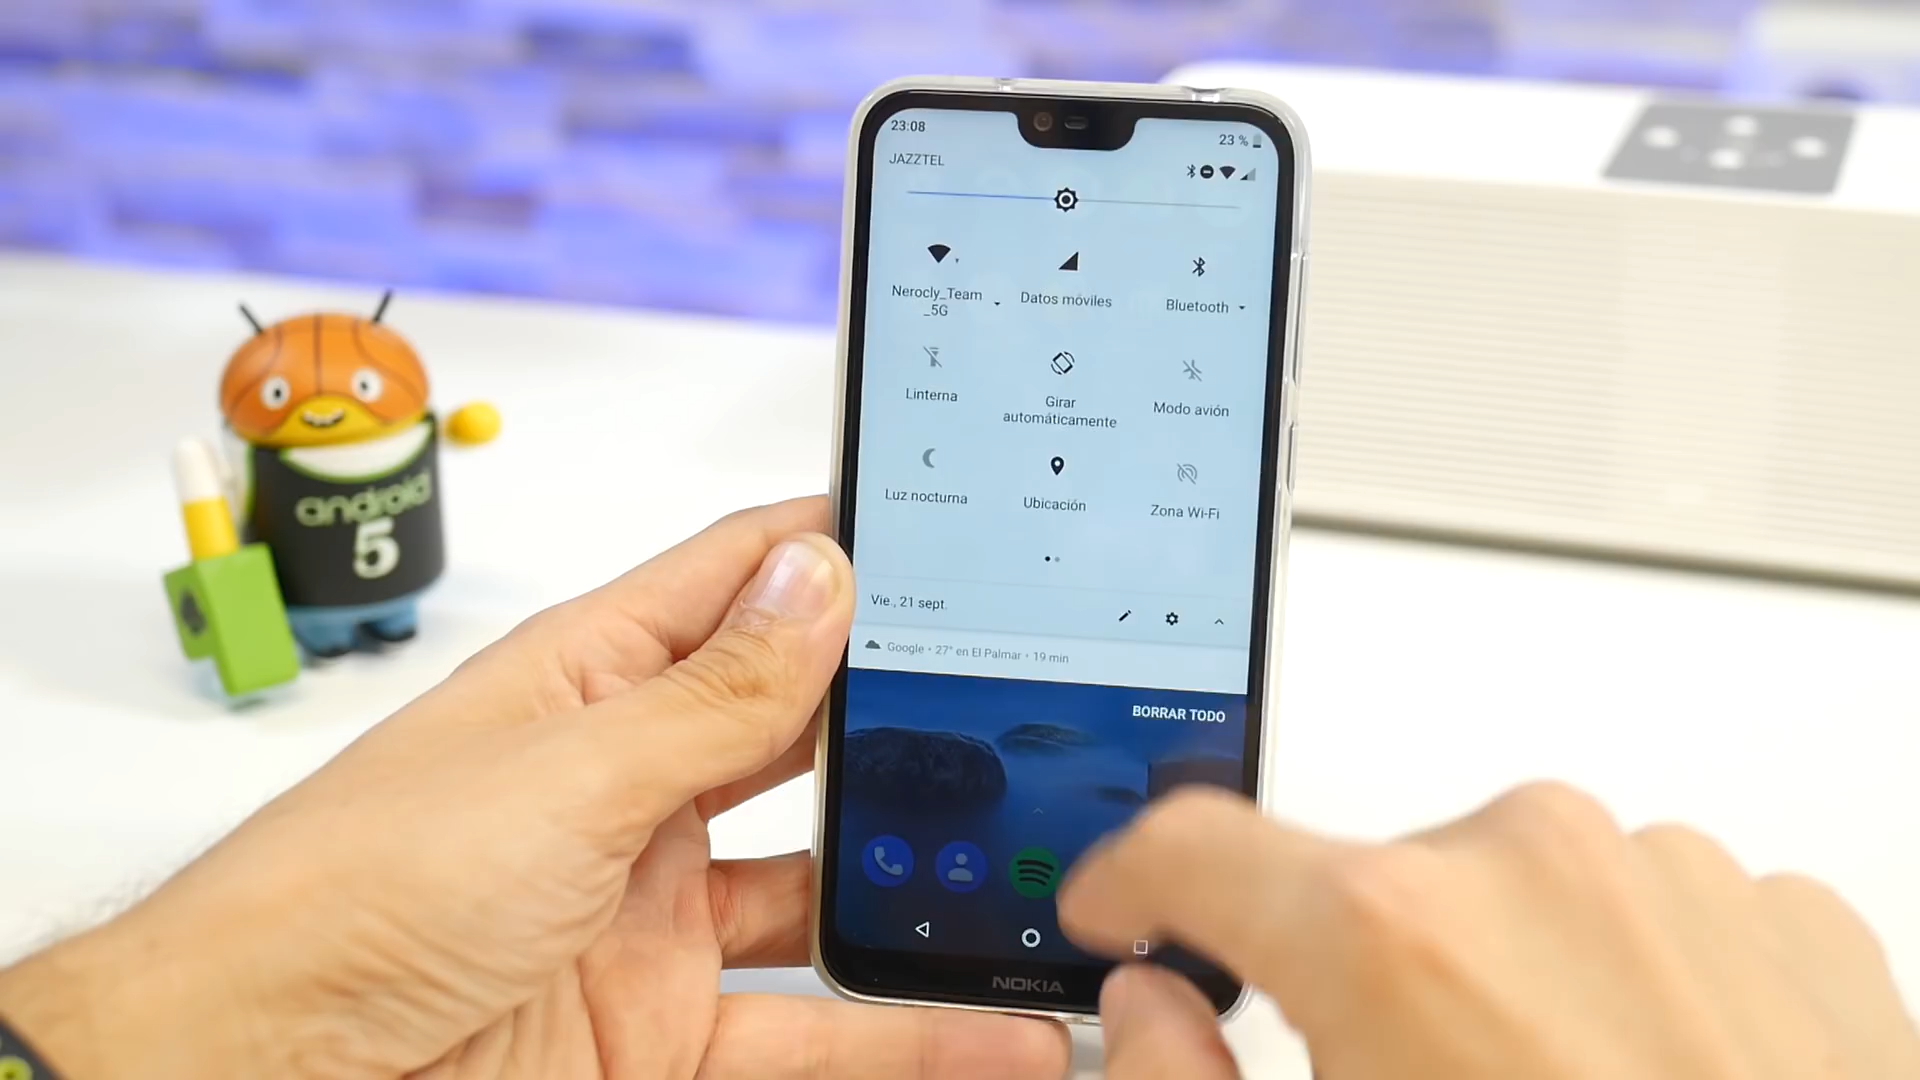 23:08
23 %
JAZZTEL
Nerocly_Team
_5G
Datos móviles
Bluetooth
Linterna
Girar
automáticamente
Modo avión
Luz nocturna
Ubicación
Zona Wi-Fi
Vie., 21 sept.
Google • 27° en El Palmar • 19 min
BORRAR TODO
NOKIA
android
5